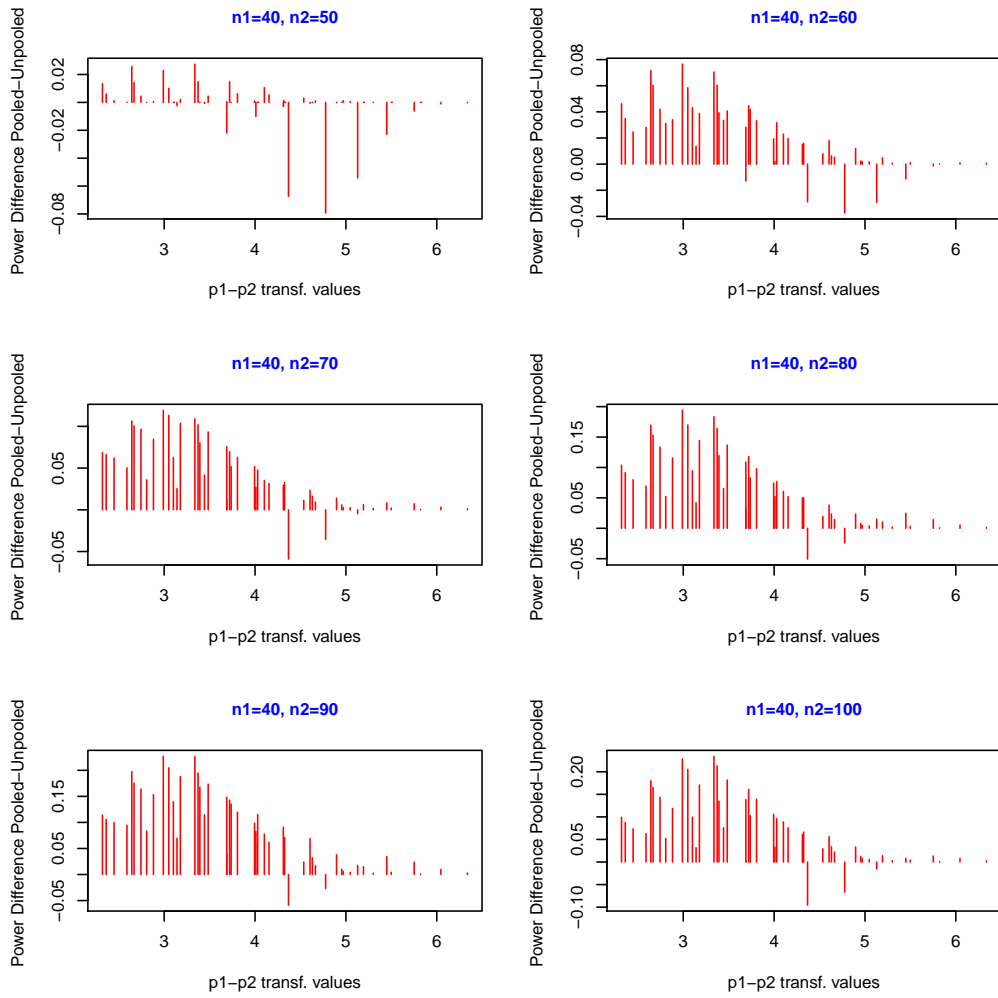 n1=40, n2=50
Power Difference Pooled−Unpooled
0.02
−0.02
−0.08
3 4 5 6
p1−p2 transf. values
n1=40, n2=60
Power Difference Pooled−Unpooled
0.08
0.04
0.00
−0.04
3 4 5 6
p1−p2 transf. values
n1=40, n2=70
Power Difference Pooled−Unpooled
0.05
−0.05
3 4 5 6
p1−p2 transf. values
n1=40, n2=80
Power Difference Pooled−Unpooled
0.15
0.05
−0.05
3 4 5 6
p1−p2 transf. values
n1=40, n2=90
Power Difference Pooled−Unpooled
0.15
0.05
−0.05
3 4 5 6
p1−p2 transf. values
n1=40, n2=100
Power Difference Pooled−Unpooled
0.20
0.05
−0.10
3 4 5 6
p1−p2 transf. values